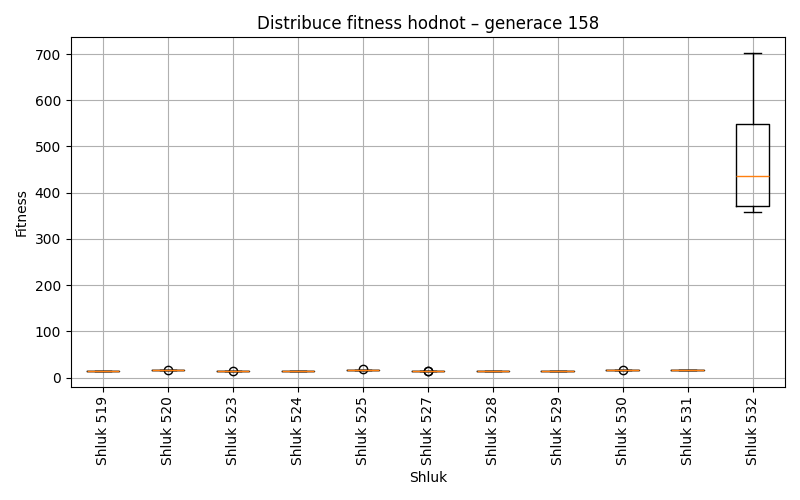 Distribuce fitness hodnot – generace 158
Fitness
700
600
500
400
300
200
100
0
Shluk 519
Shluk 520
Shluk 523
Shluk 524
Shluk 525
Shluk 527
Shluk 528
Shluk 529
Shluk 530
Shluk 531
Shluk 532
Shluk